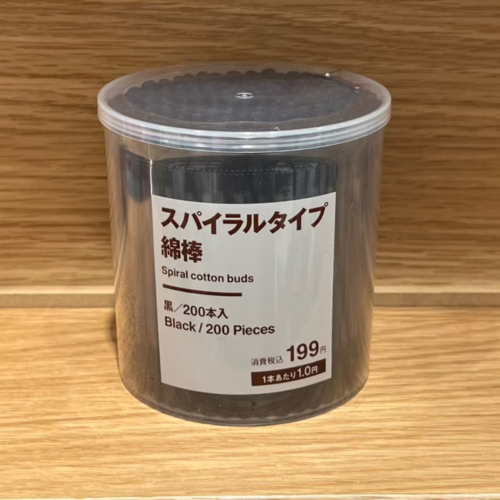 スパイラルタイプ
綿棒
Spiral cotton buds
黒／200本入
Black / 200 Pieces
消費税込 199円
1本あたり1.0円